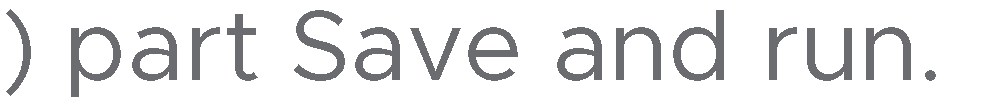 ) part Save and run.